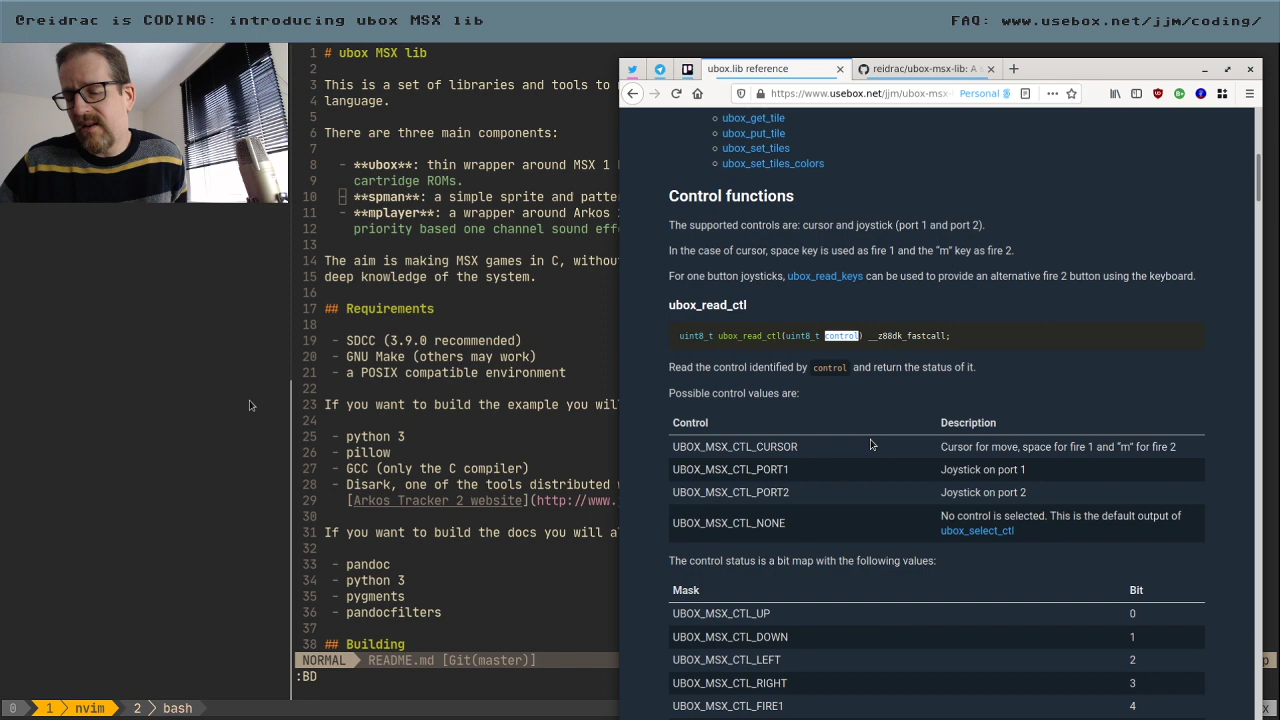 @reidrac is CODING: introducing ubox MSX lib
FAQ: www.usebox.net/jjm/coding/
1 # ubox MSX lib
2
3 This is a set of libraries and tools to
4 language.
5
6 There are three main components:
7
8 - **ubox**: thin wrapper around MSX 1
9 cartridge ROMs.
10 - **spman**: a simple sprite and patte
11 - **mplayer**: a wrapper around Arkos
12 priority based one channel sound eff
13
14 The aim is making MSX games in C, withou
15 deep knowledge of the system.
16
17 ## Requirements
18
19 - SDCC (3.9.0 recommended)
20 - GNU Make (others may work)
21 - a POSIX compatible environment
22
23 If you want to build the example you wil
24
25 - python 3
26 - pillow
27 - GCC (only the C compiler)
28 - Disark, one of the tools distributed
29 [Arkos Tracker 2 website](http://www.
30
31 If you want to build the docs you will a
32
33 - pandoc
34 - python 3
35 - pygments
36 - pandocfilters
37
38 ## Building
NORMAL README.md [Git(master)]
:BD
0 1 nvim 2 bash
ubox.lib reference
reidrac/ubox-msx-lib: A
https://www.usebox.net/jjm/ubox-msx-
Personal
ubox_get_tile
ubox_put_tile
ubox_set_tiles
ubox_set_tiles_colors
Control functions
The supported controls are: cursor and joystick (port 1 and port 2).
In the case of cursor, space key is used as fire 1 and the “m” key as fire 2.
For one button joysticks, ubox_read_keys can be used to provide an alternative fire 2 button using the keyboard.
ubox_read_ctl
uint8_t ubox_read_ctl(uint8_t control) __z88dk_fastcall;
Read the control identified by control and return the status of it.
Possible control values are:
Control Description
UBOX_MSX_CTL_CURSOR Cursor for move, space for fire 1 and “m” for fire 2
UBOX_MSX_CTL_PORT1 Joystick on port 1
UBOX_MSX_CTL_PORT2 Joystick on port 2
UBOX_MSX_CTL_NONE No control is selected. This is the default output of
ubox_select_ctl
The control status is a bit map with the following values:
Mask Bit
UBOX_MSX_CTL_UP 0
UBOX_MSX_CTL_DOWN 1
UBOX_MSX_CTL_LEFT 2
UBOX_MSX_CTL_RIGHT 3
UBOX_MSX_CTL_FIRE1 4